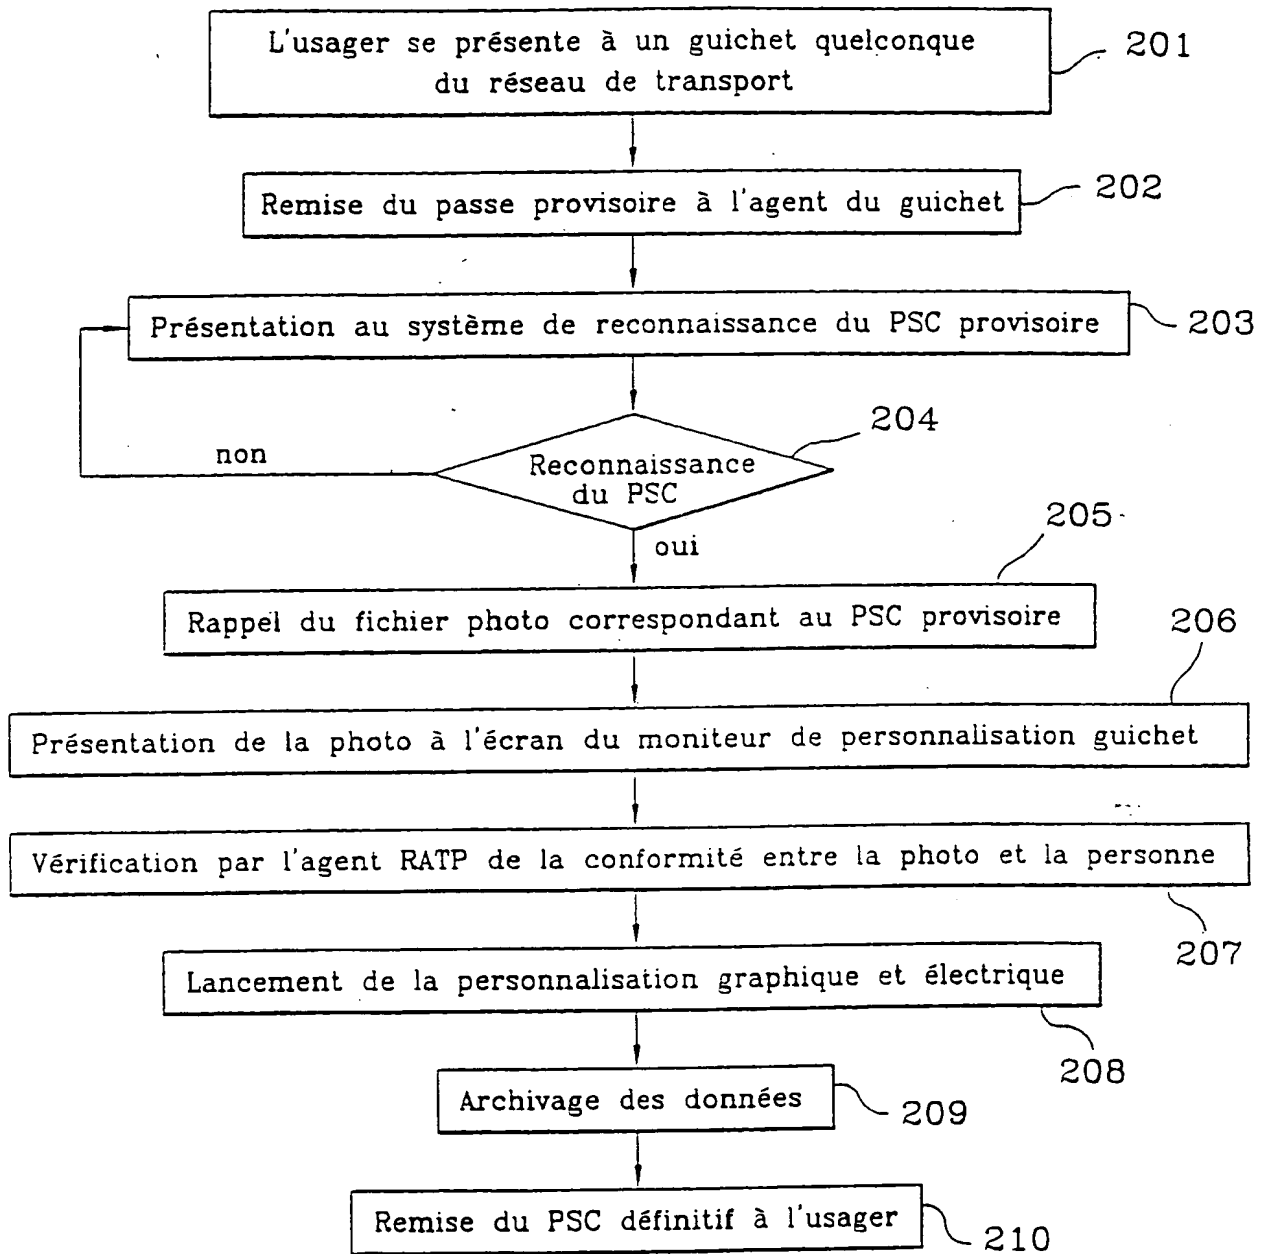 L'usager se présente à un guichet quelconque
du réseau de transport
201
Remise du passe provisoire à l'agent du guichet
202
Présentation au système de reconnaissance du PSC provisoire
203
204
non
Reconnaissance
du PSC
oui
205
Rappel du fichier photo correspondant au PSC provisoire
206
Présentation de la photo à l'écran du moniteur de personnalisation guichet
Vérification par l'agent RATP de la conformité entre la photo et la personne
207
Lancement de la personnalisation graphique et électrique
208
Archivage des données
209
Remise du PSC définitif à l'usager
210